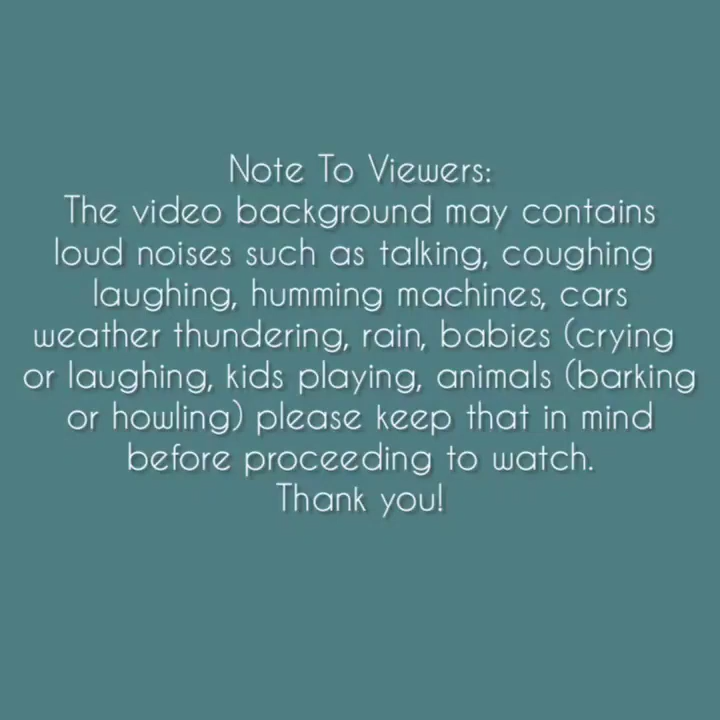 Note To Viewers:
The video background may contains
loud noises such as talking, coughing
laughing, humming machines, cars
weather thundering, rain, babies (crying
or laughing, kids playing, animals (barking
or howling) please keep that in mind
before proceeding to watch.
Thank you!